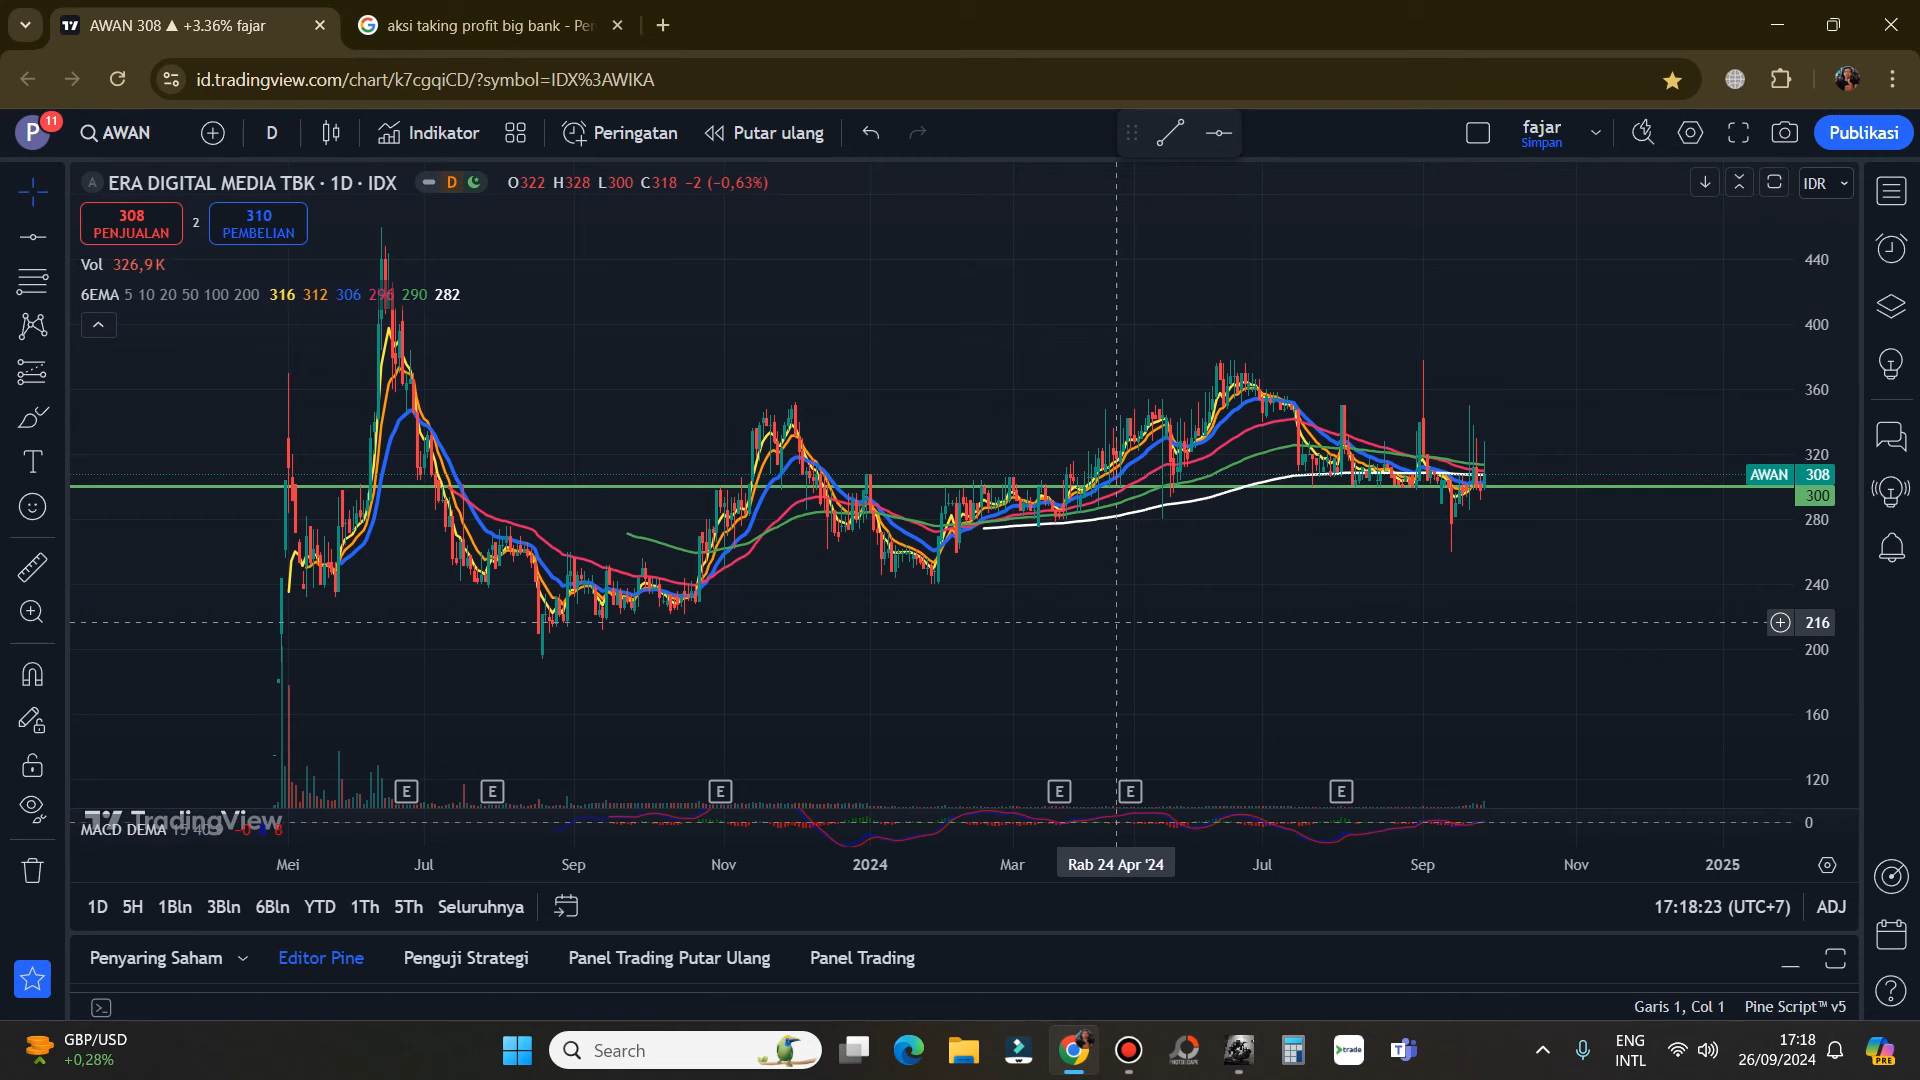 AWAN 308 ▲ +3.36% fajar
aksi taking profit big bank - Pe
id.tradingview.com/chart/k7cgqiCD/?symbol=IDX%3AWIKA
P
11
AWAN
D
Indikator
Peringatan
Putar ulang
fajar
Simpan
Publikasi
A ERA DIGITAL MEDIA TBK · 1D · IDX
D
O322 H328 L300 C318 −2 (−0,63%)
IDR
308
PENJUALAN
2
310
PEMBELIAN
Vol 326,9 K
6EMA 5 10 20 50 100 200 316 312 306 296 290 282
440
400
360
320
AWAN 308
300
280
240
216
200
160
120
0
E
E
E
E
E
E
TradingView
MACD DEMA
Mei
Jul
Sep
Nov
2024
Mar
Rab 24 Apr '24
Jul
Sep
Nov
2025
1D 5H 1Bln 3Bln 6Bln YTD 1Th 5Th Seluruhnya
17:18:23 (UTC+7)
ADJ
Penyaring Saham
Editor Pine
Penguji Strategi
Panel Trading Putar Ulang
Panel Trading
Garis 1, Col 1
Pine Script™ v5
GBP/USD
+0,28%
Search
trade
ENG
INTL
17:18
26/09/2024
PRE